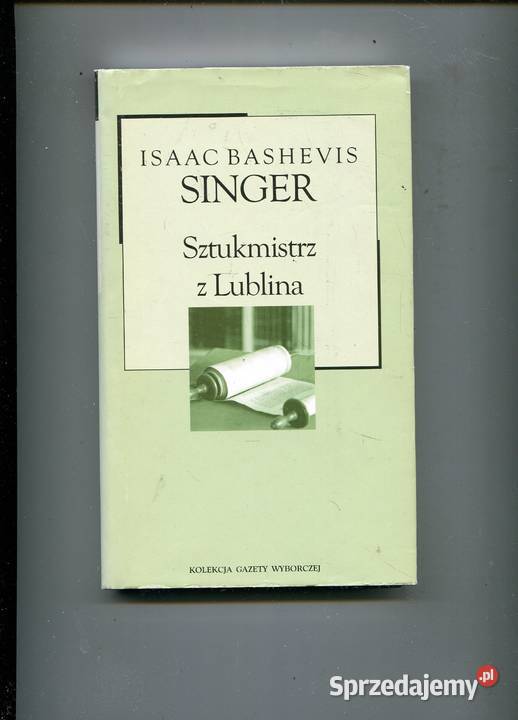 ISAAC BASHEVIS
SINGER
Sztukmistrz
z Lublina
KOLEKCJA GAZETY WYBORCZEJ
Sprzedajemy.pl